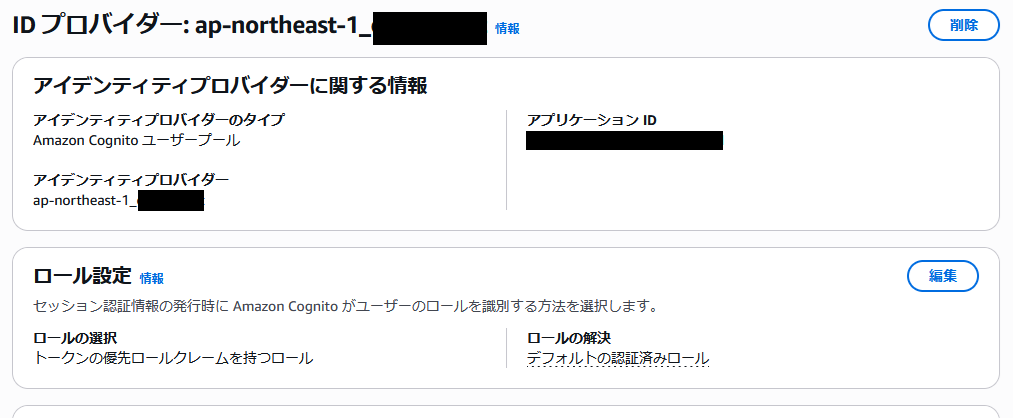 ID プロバイダー: ap-northeast-1_
情報
削除
アイデンティティプロバイダーに関する情報
アイデンティティプロバイダーのタイプ
Amazon Cognito ユーザープール
アプリケーション ID
アイデンティティプロバイダー
ap-northeast-1_
ロール設定
情報
編集
セッション認証情報の発行時に Amazon Cognito がユーザーのロールを識別する方法を選択します。
ロールの選択
トークンの優先ロールクレームを持つロール
ロールの解決
デフォルトの認証済みロール